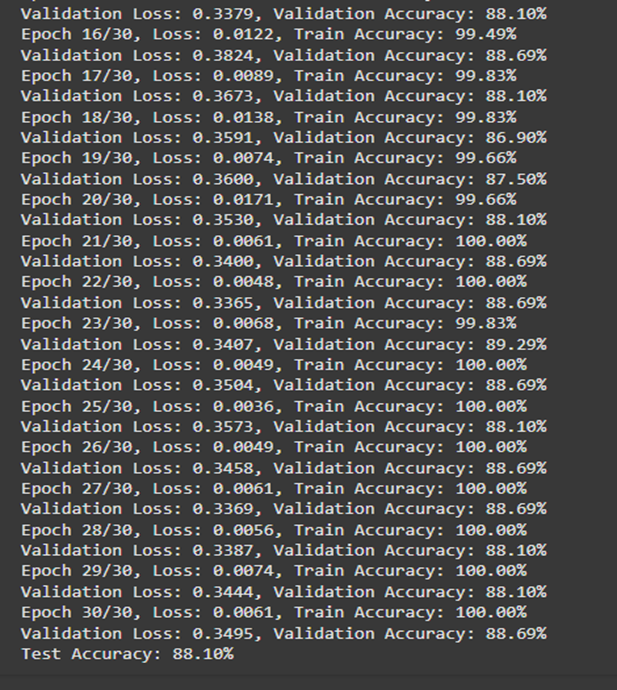 Validation Loss: 0.3379, Validation Accuracy: 88.10%
Epoch 16/30, Loss: 0.0122, Train Accuracy: 99.49%
Validation Loss: 0.3824, Validation Accuracy: 88.69%
Epoch 17/30, Loss: 0.0089, Train Accuracy: 99.83%
Validation Loss: 0.3673, Validation Accuracy: 88.10%
Epoch 18/30, Loss: 0.0138, Train Accuracy: 99.83%
Validation Loss: 0.3591, Validation Accuracy: 86.90%
Epoch 19/30, Loss: 0.0074, Train Accuracy: 99.66%
Validation Loss: 0.3600, Validation Accuracy: 87.50%
Epoch 20/30, Loss: 0.0171, Train Accuracy: 99.66%
Validation Loss: 0.3530, Validation Accuracy: 88.10%
Epoch 21/30, Loss: 0.0061, Train Accuracy: 100.00%
Validation Loss: 0.3400, Validation Accuracy: 88.69%
Epoch 22/30, Loss: 0.0048, Train Accuracy: 100.00%
Validation Loss: 0.3365, Validation Accuracy: 88.69%
Epoch 23/30, Loss: 0.0068, Train Accuracy: 99.83%
Validation Loss: 0.3407, Validation Accuracy: 89.29%
Epoch 24/30, Loss: 0.0049, Train Accuracy: 100.00%
Validation Loss: 0.3504, Validation Accuracy: 88.69%
Epoch 25/30, Loss: 0.0036, Train Accuracy: 100.00%
Validation Loss: 0.3573, Validation Accuracy: 88.10%
Epoch 26/30, Loss: 0.0049, Train Accuracy: 100.00%
Validation Loss: 0.3458, Validation Accuracy: 88.69%
Epoch 27/30, Loss: 0.0061, Train Accuracy: 100.00%
Validation Loss: 0.3369, Validation Accuracy: 88.69%
Epoch 28/30, Loss: 0.0056, Train Accuracy: 100.00%
Validation Loss: 0.3387, Validation Accuracy: 88.10%
Epoch 29/30, Loss: 0.0074, Train Accuracy: 100.00%
Validation Loss: 0.3444, Validation Accuracy: 88.10%
Epoch 30/30, Loss: 0.0061, Train Accuracy: 100.00%
Validation Loss: 0.3495, Validation Accuracy: 88.69%
Test Accuracy: 88.10%